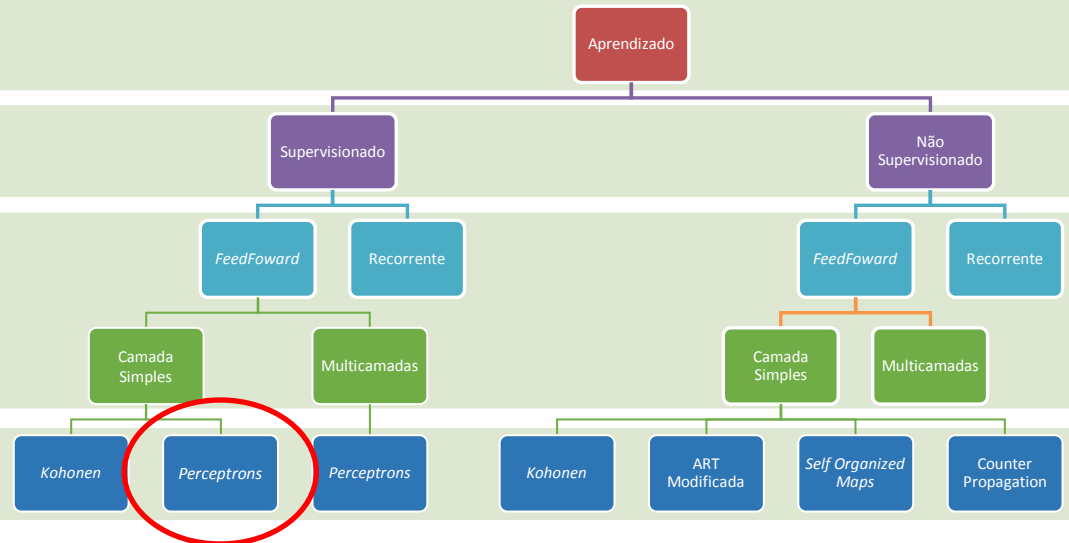 Aprendizado
Supervisionado
Não
Supervisionado
FeedFoward
Recorrente
FeedFoward
Recorrente
Camada
Simples
Multicamadas
Camada
Simples
Multicamadas
Kohonen
Perceptrons
Perceptrons
Kohonen
ART
Modificada
Self Organized
Maps
Counter
Propagation